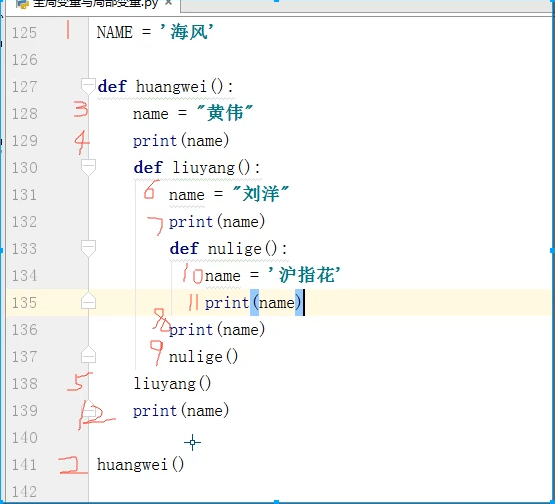 全局变量与局部变量.py ×
125 1 NAME = '海风'
126
127 def huangwei():
128 3 name = "黄伟"
129 4 print(name)
130 def liuyang():
131 6 name = "刘洋"
132 7 print(name)
133 def nulige():
134 10 name = '沪指花'
135 11 print(name)
136 8 print(name)
137 9 nulige()
138 5 liuyang()
139 12 print(name)
140
141 2 huangwei()
142